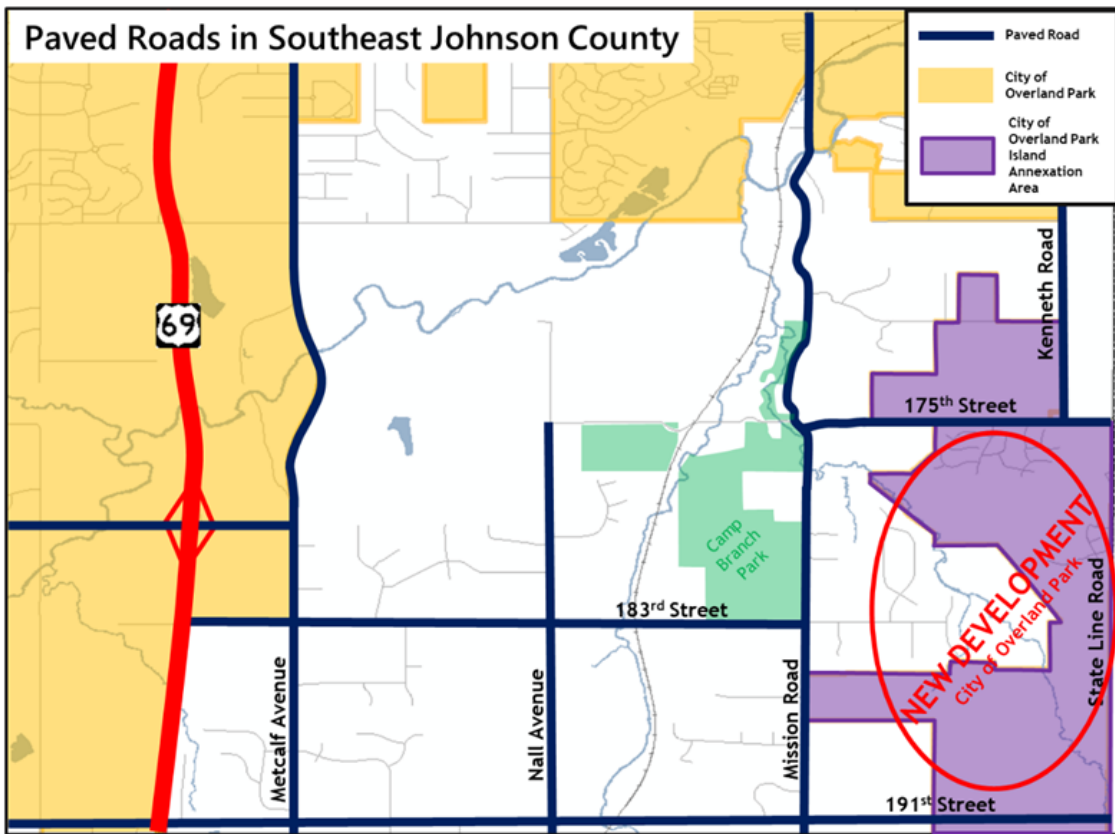 Paved Roads in Southeast Johnson County
Paved Road
City of
Overland Park
City of
Overland Park
Island
Annexation
Area
69
Kenneth Road
175th Street
Camp
Branch
Park
NEW DEVELOPMENT
City of Overland Park
183rd Street
Metcalf Avenue
Nall Avenue
Mission Road
State Line Road
191st Street